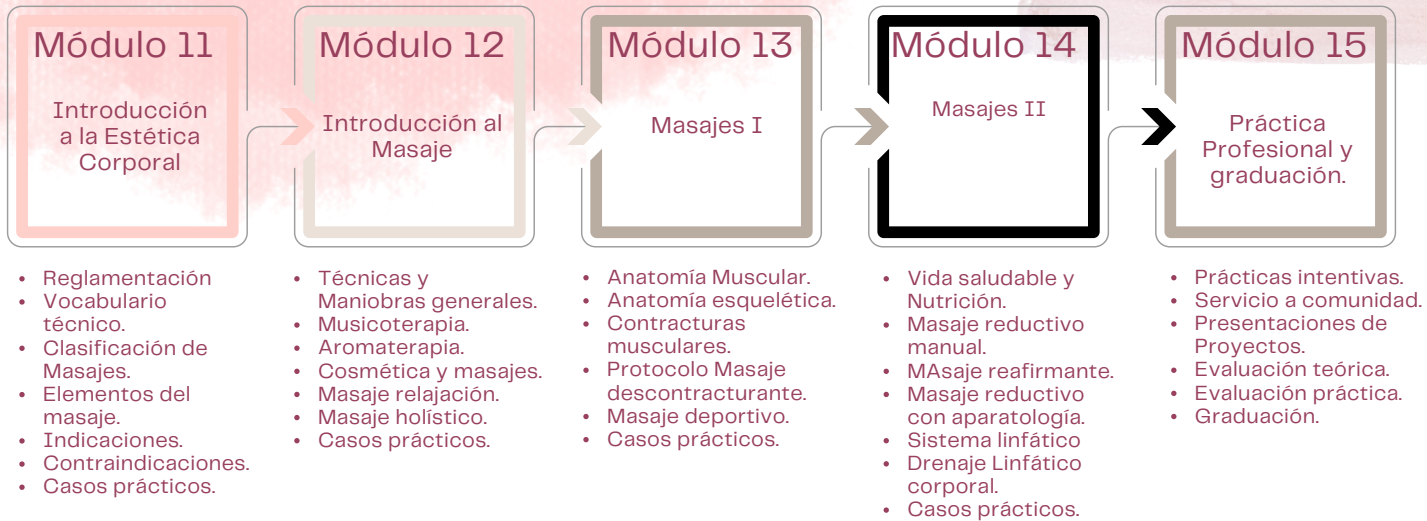 Módulo 11
Introducción
a la Estética
Corporal
• Reglamentación
• Vocabulario
técnico.
• Clasificación de
Masajes.
• Elementos del
masaje.
• Indicaciones.
• Contraindicaciones.
• Casos prácticos.
Módulo 12
Introducción al
Masaje
• Técnicas y
Maniobras generales.
• Musicoterapia.
• Aromaterapia.
• Cosmética y masajes.
• Masaje relajación.
• Masaje holístico.
• Casos prácticos.
Módulo 13
Masajes I
• Anatomía Muscular.
• Anatomía esquelética.
• Contracturas
musculares.
• Protocolo Masaje
descontracturante.
• Masaje deportivo.
• Casos prácticos.
Módulo 14
Masajes II
• Vida saludable y
Nutrición.
• Masaje reductivo
manual.
• MAsaje reafirmante.
• Masaje reductivo
con aparatología.
• Sistema linfático
• Drenaje Linfático
corporal.
• Casos prácticos.
Módulo 15
Práctica
Profesional y
graduación.
• Prácticas intentivas.
• Servicio a comunidad.
• Presentaciones de
Proyectos.
• Evaluación teórica.
• Evaluación práctica.
• Graduación.